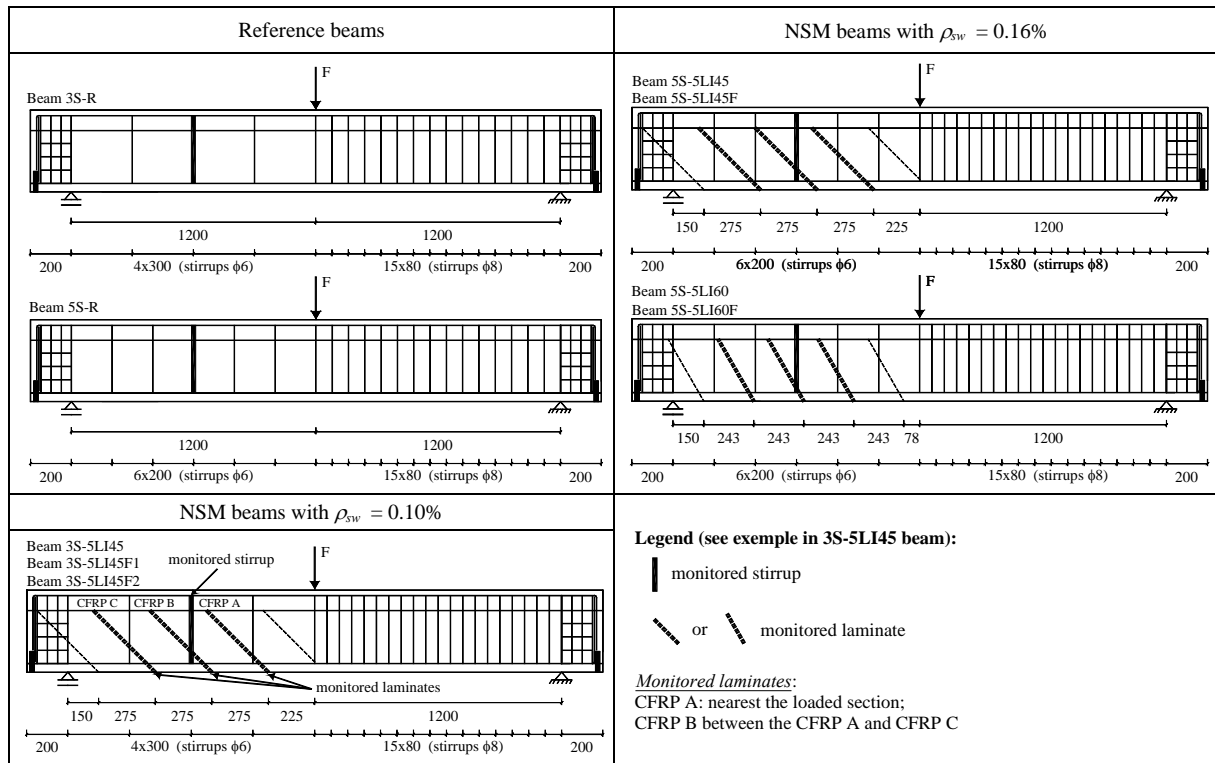 Reference beams
Beam 3S-R
F
1200 1200
200 4x300 (stirrups ϕ6) 15x80 (stirrups ϕ8) 200
Beam 5S-R
F
1200 1200
200 6x200 (stirrups ϕ6) 15x80 (stirrups ϕ8) 200
NSM beams with ρsw = 0.16%
Beam 5S-5LI45
Beam 5S-5LI45F
F
150 275 275 275 225 1200
200 6x200 (stirrups ϕ6) 15x80 (stirrups ϕ8) 200
Beam 5S-5LI60
Beam 5S-5LI60F
F
150 243 243 243 243 78 1200
200 6x200 (stirrups ϕ6) 15x80 (stirrups ϕ8) 200
NSM beams with ρsw = 0.10%
Beam 3S-5LI45
Beam 3S-5LI45F1
Beam 3S-5LI45F2
monitored stirrup
F
CFRP C CFRP B CFRP A
monitored laminates
150 275 275 275 225 1200
200 4x300 (stirrups ϕ6) 15x80 (stirrups ϕ8) 200
Legend (see exemple in 3S-5LI45 beam):
monitored stirrup
or monitored laminate
Monitored laminates:
CFRP A: nearest the loaded section;
CFRP B between the CFRP A and CFRP C